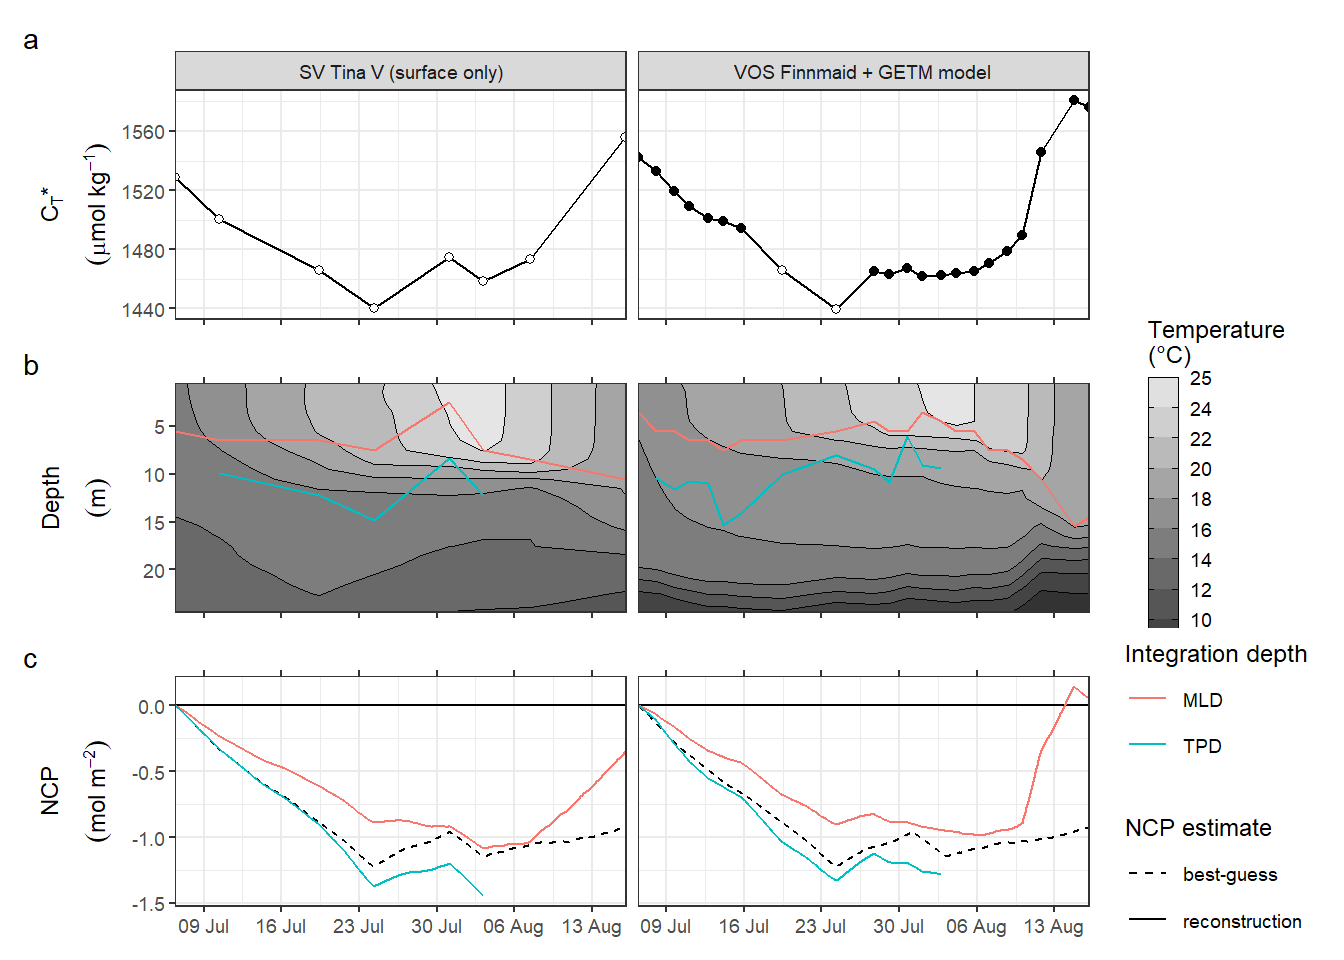 a
SV Tina V (surface only)
VOS Finnmaid + GETM model
1560
1520
1480
1440
C_T*
(μmol kg⁻¹)
b
5
10
15
20
Depth
(m)
Temperature
(°C)
25
24
22
20
18
16
14
12
10
c
0.0
-0.5
-1.0
-1.5
NCP
(mol m⁻²)
09 Jul
16 Jul
23 Jul
30 Jul
06 Aug
13 Aug
09 Jul
16 Jul
23 Jul
30 Jul
06 Aug
13 Aug
Integration depth
MLD
TPD
NCP estimate
best-guess
reconstruction